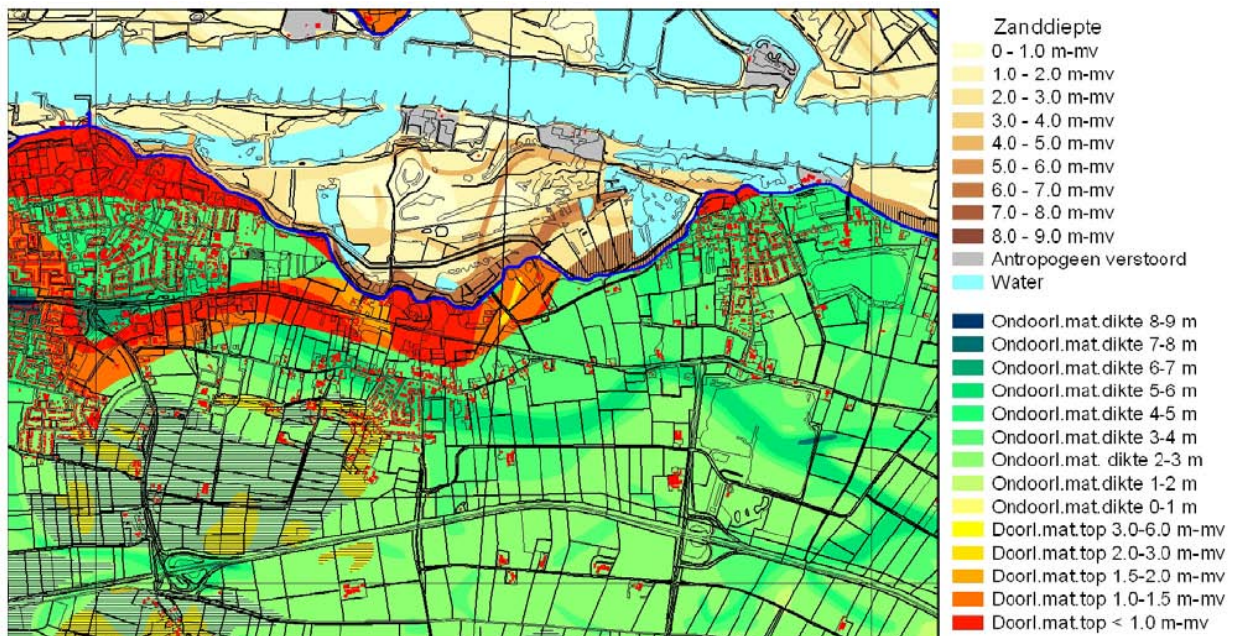 Zanddiepte
0 - 1.0 m-mv
1.0 - 2.0 m-mv
2.0 - 3.0 m-mv
3.0 - 4.0 m-mv
4.0 - 5.0 m-mv
5.0 - 6.0 m-mv
6.0 - 7.0 m-mv
7.0 - 8.0 m-mv
8.0 - 9.0 m-mv
Antropogeen verstoord
Water
Ondoorl.mat.dikte 8-9 m
Ondoorl.mat.dikte 7-8 m
Ondoorl.mat.dikte 6-7 m
Ondoorl.mat.dikte 5-6 m
Ondoorl.mat.dikte 4-5 m
Ondoorl.mat.dikte 3-4 m
Ondoorl.mat. dikte 2-3 m
Ondoorl.mat.dikte 1-2 m
Ondoorl.mat.dikte 0-1 m
Doorl.mat.top 3.0-6.0 m-mv
Doorl.mat.top 2.0-3.0 m-mv
Doorl.mat.top 1.5-2.0 m-mv
Doorl.mat.top 1.0-1.5 m-mv
Doorl.mat.top < 1.0 m-mv